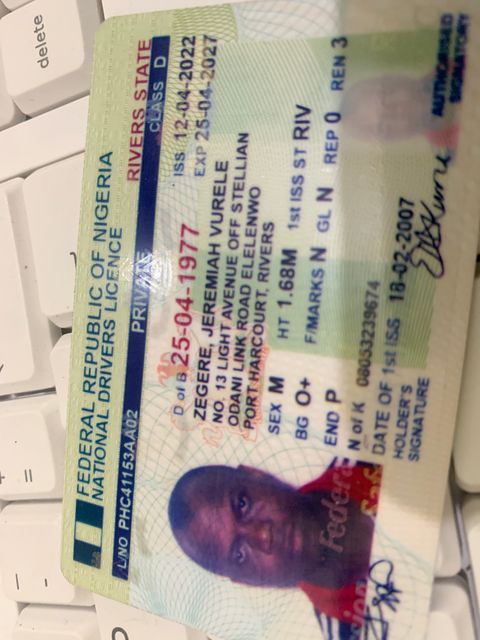 FEDERAL REPUBLIC OF NIGERIA
NATIONAL DRIVERS LICENCE
RIVERS STATE
L/NO PHC41153AA02 PRIVATE CLASS D
D of B 25-04-1977 ISS 12-04-2022
EXP 25-04-2027
ZEGERE, JEREMIAH VURELE
NO. 13 LIGHT AVENUE OFF STELLIAN
ODANI LINK ROAD ELELENWO
PORT HARCOURT, RIVERS
SEX M HT 1.68M 1st ISS ST RIV
BG O+ F/MARKS N GL N REP 0 REN 3
END P
N of K 08053239674
DATE OF 1st ISS 18-02-2007
HOLDER'S
SIGNATURE
AUTHORISED
SIGNATORY
Federa
delete